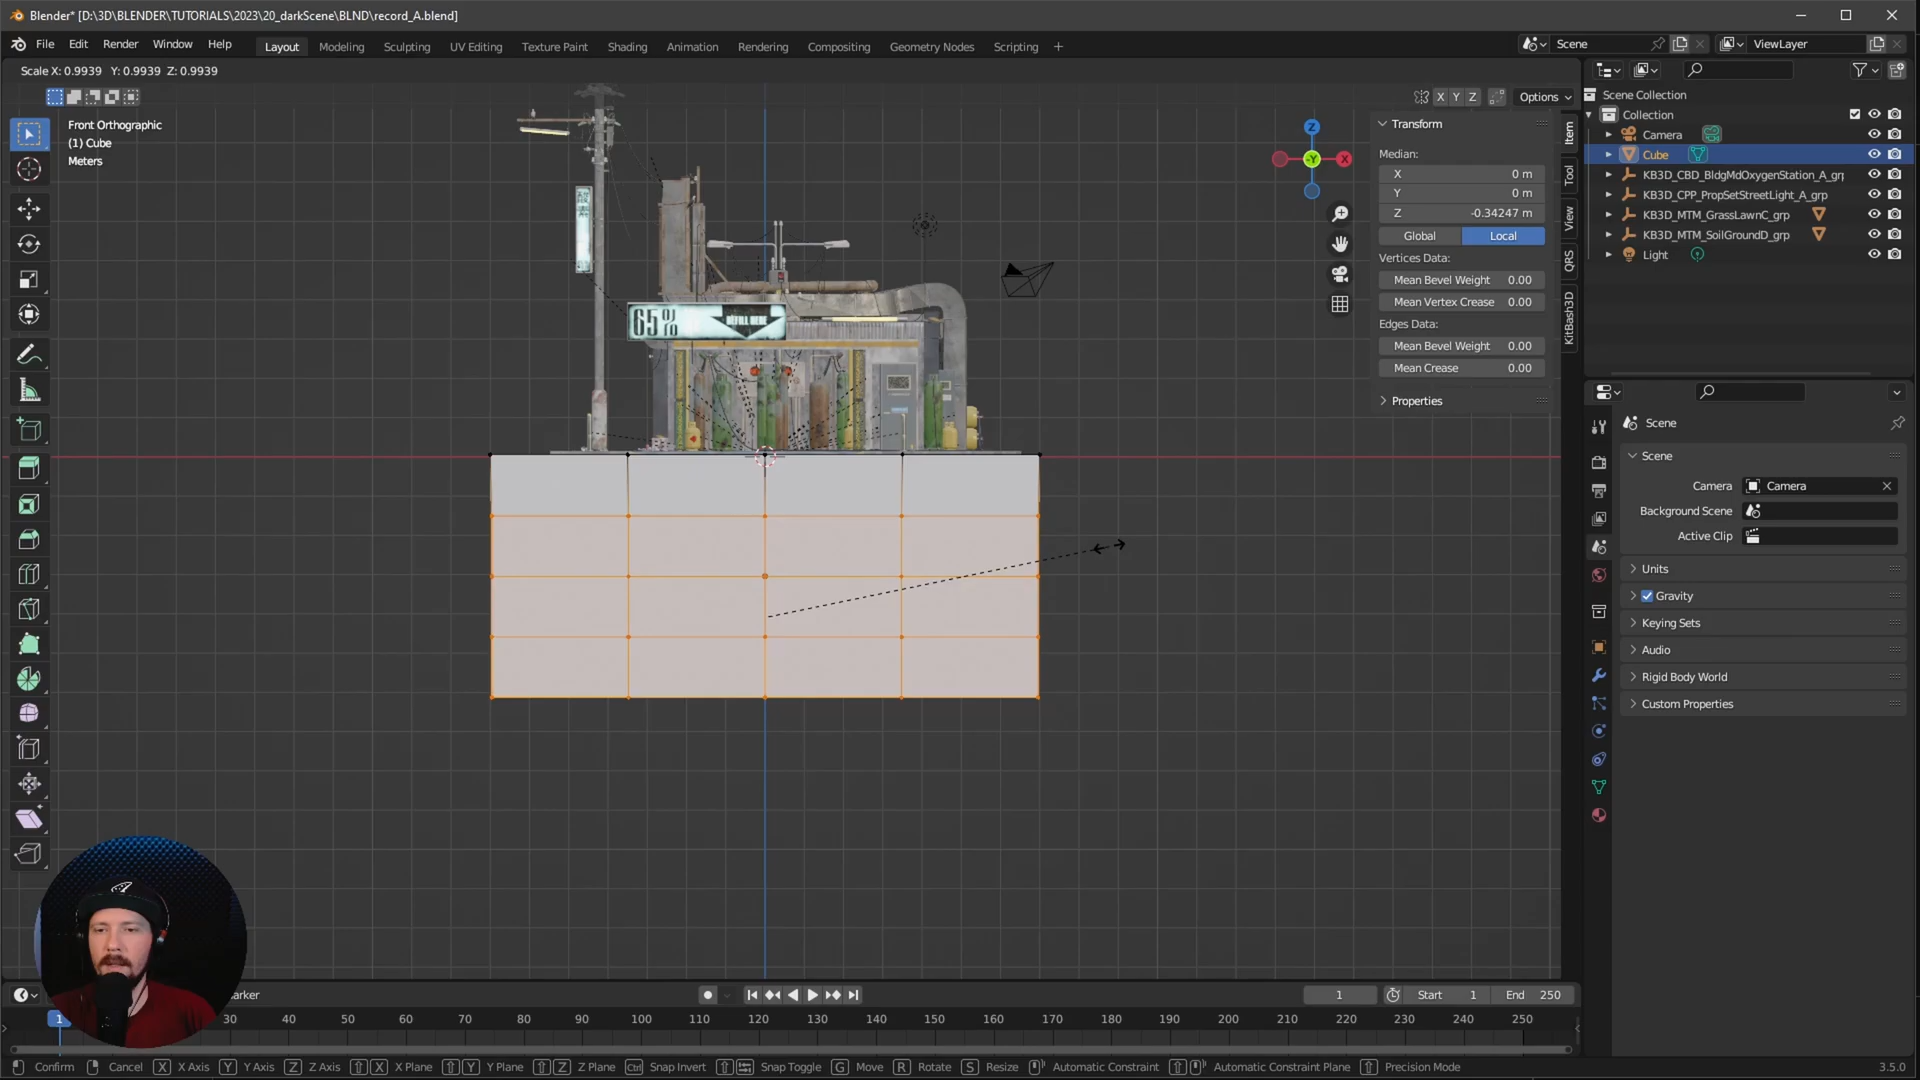 Blender* [D:\3D\BLENDER\TUTORIALS\2023\20_darkScene\BLND\record_A.blend]
File Edit Render Window Help Layout Modeling Sculpting UV Editing Texture Paint Shading Animation Rendering Compositing Geometry Nodes Scripting + Scene ViewLayer
Scale X: 0.9939 Y: 0.9939 Z: 0.9939
X Y Z Options
Front Orthographic
(1) Cube
Meters
65%
Z
-Y
X
Transform
Median:
X 0 m
Y 0 m
Z -0.34247 m
Global Local
Vertices Data:
Mean Bevel Weight 0.00
Mean Vertex Crease 0.00
Edges Data:
Mean Bevel Weight 0.00
Mean Crease 0.00
Properties
Item
Tool
View
QRS
KitBash3D
Scene Collection
Collection
Camera
Cube
KB3D_CBD_BldgMdOxygenStation_A_grp
KB3D_CPP_PropSetStreetLight_A_grp
KB3D_MTM_GrassLawnC_grp
KB3D_MTM_SoilGroundD_grp
Light
Scene
Scene
Camera Camera
Background Scene
Active Clip
Units
Gravity
Keying Sets
Audio
Rigid Body World
Custom Properties
arker 1 Start 1 End 250
1 30 40 50 60 70 80 90 100 110 120 130 140 150 160 170 180 190 200 210 220 230 240 250
Confirm Cancel X X Axis Y Y Axis Z Z Axis X X Plane Y Y Plane Z Z Plane Ctrl Snap Invert Snap Toggle G Move R Rotate S Resize Automatic Constraint Automatic Constraint Plane Precision Mode 3.5.0